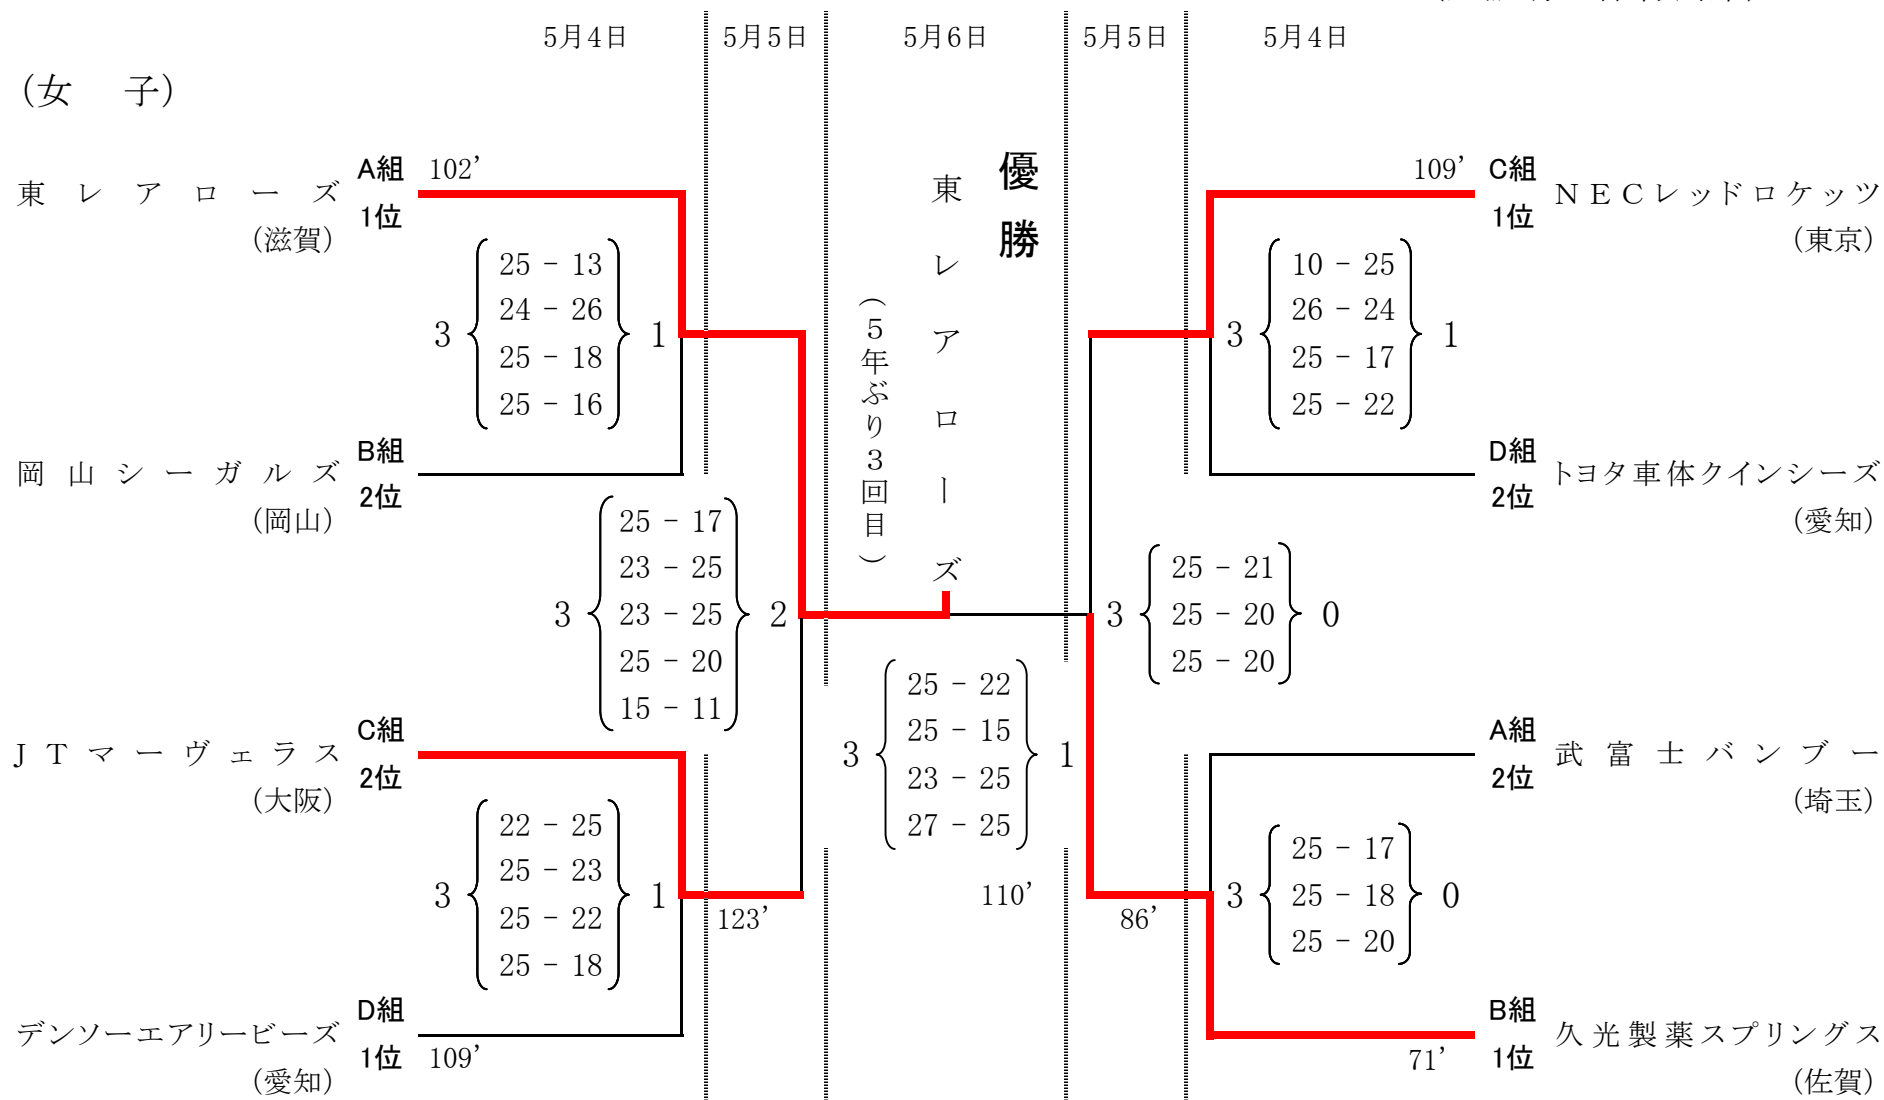 5月4日 5月5日 5月6日 5月5日 5月4日
(女 子)
優勝
東レアローズ
(5年ぶり3回目)
東レアローズ
(滋賀)
A組
1位
102’
3
25 - 13
24 - 26
25 - 18
25 - 16
1
岡山シーガルズ
(岡山)
B組
2位
3
25 - 17
23 - 25
23 - 25
25 - 20
15 - 11
2
JTマーヴェラス
(大阪)
C組
2位
3
22 - 25
25 - 23
25 - 22
25 - 18
1
123’
デンソーエアリービーズ
(愛知)
D組
1位
109’
3
25 - 22
25 - 15
23 - 25
27 - 25
1
110’
109’
C組
1位
NECレッドロケッツ
(東京)
3
10 - 25
26 - 24
25 - 17
25 - 22
1
D組
2位
トヨタ車体クインシーズ
(愛知)
3
25 - 21
25 - 20
25 - 20
0
86’
A組
2位
武富士バンブー
(埼玉)
3
25 - 17
25 - 18
25 - 20
0
71’
B組
1位
久光製薬スプリングス
(佐賀)